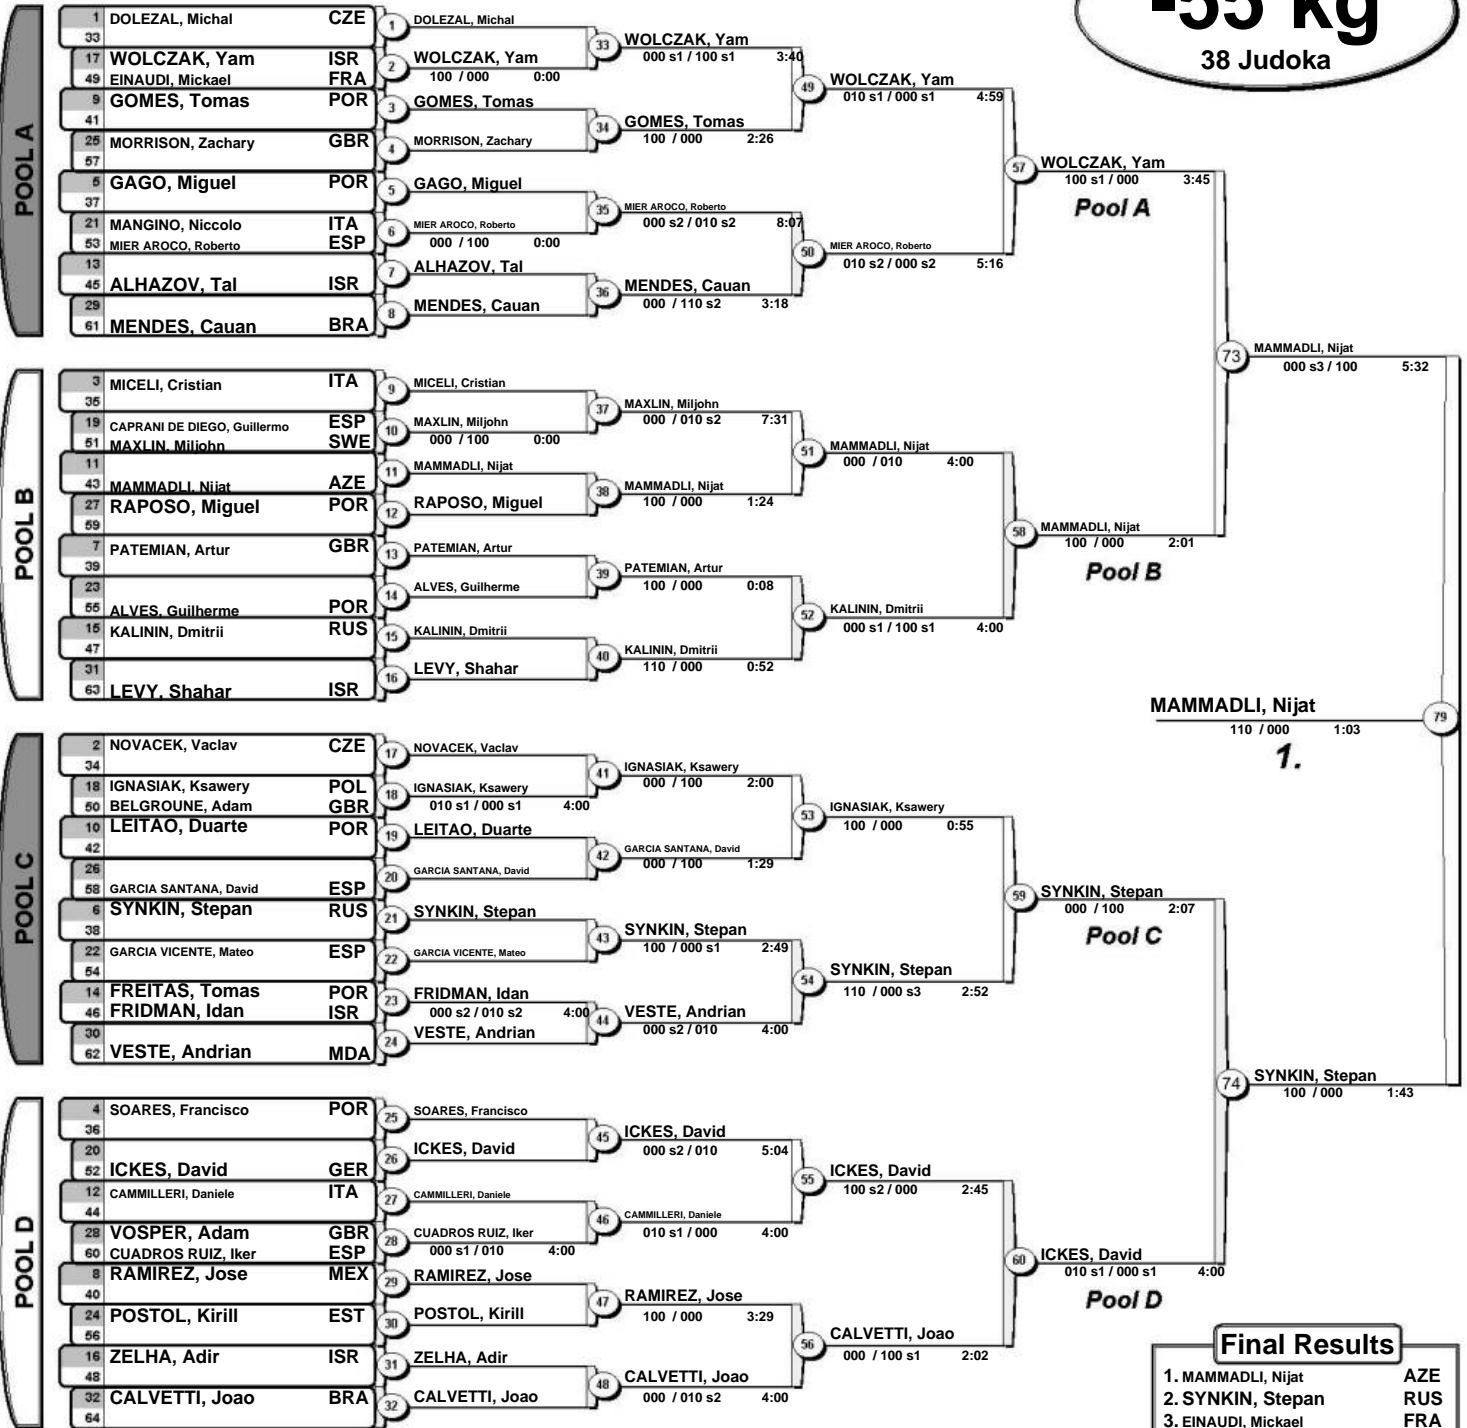 -55 kg
38 Judoka
POOL A
1 DOLEZAL, Michal CZE
33
17 WOLCZAK, Yam ISR
49 EINAUDI, Mickael FRA
9 GOMES, Tomas POR
41
25 MORRISON, Zachary GBR
57
5 GAGO, Miguel POR
37
21 MANGINO, Niccolo ITA
53 MIER AROCO, Roberto ESP
13
45 ALHAZOV, Tal ISR
29
61 MENDES, Cauan BRA
1 DOLEZAL, Michal
2 WOLCZAK, Yam
100 / 000 0:00
3 GOMES, Tomas
4 MORRISON, Zachary
5 GAGO, Miguel
6 MIER AROCO, Roberto
000 / 100 0:00
7 ALHAZOV, Tal
8 MENDES, Cauan
33 WOLCZAK, Yam
000 s1 / 100 s1 3:40
34 GOMES, Tomas
100 / 000 2:26
35 MIER AROCO, Roberto
000 s2 / 010 s2 8:07
36 MENDES, Cauan
000 / 110 s2 3:18
49 WOLCZAK, Yam
010 s1 / 000 s1 4:59
50 MIER AROCO, Roberto
010 s2 / 000 s2 5:16
57 WOLCZAK, Yam
100 s1 / 000 3:45
Pool A
POOL B
3 MICELI, Cristian ITA
35
19 CAPRANI DE DIEGO, Guillermo ESP
51 MAXLIN, Miljohn SWE
11
43 MAMMADLI, Nijat AZE
27 RAPOSO, Miguel POR
59
7 PATEMIAN, Artur GBR
39
23
55 ALVES, Guilherme POR
15 KALININ, Dmitrii RUS
47
31
63 LEVY, Shahar ISR
9 MICELI, Cristian
10 MAXLIN, Miljohn
000 / 100 0:00
11 MAMMADLI, Nijat
12 RAPOSO, Miguel
13 PATEMIAN, Artur
14 ALVES, Guilherme
15 KALININ, Dmitrii
16 LEVY, Shahar
37 MAXLIN, Miljohn
000 / 010 s2 7:31
38 MAMMADLI, Nijat
100 / 000 1:24
39 PATEMIAN, Artur
100 / 000 0:08
40 KALININ, Dmitrii
110 / 000 0:52
51 MAMMADLI, Nijat
000 / 010 4:00
52 KALININ, Dmitrii
000 s1 / 100 s1 4:00
58 MAMMADLI, Nijat
100 / 000 2:01
Pool B
73 MAMMADLI, Nijat
000 s3 / 100 5:32
MAMMADLI, Nijat 79
110 / 000 1:03
1.
POOL C
2 NOVACEK, Vaclav CZE
34
18 IGNASIAK, Ksawery POL
50 BELGROUNE, Adam GBR
10 LEITAO, Duarte POR
42
26
58 GARCIA SANTANA, David ESP
6 SYNKIN, Stepan RUS
38
22 GARCIA VICENTE, Mateo ESP
54
14 FREITAS, Tomas POR
46 FRIDMAN, Idan ISR
30
62 VESTE, Andrian MDA
17 NOVACEK, Vaclav
18 IGNASIAK, Ksawery
010 s1 / 000 s1 4:00
19 LEITAO, Duarte
20 GARCIA SANTANA, David
21 SYNKIN, Stepan
22 GARCIA VICENTE, Mateo
23 FRIDMAN, Idan
000 s2 / 010 s2 4:00
24 VESTE, Andrian
41 IGNASIAK, Ksawery
000 / 100 2:00
42 GARCIA SANTANA, David
000 / 100 1:29
43 SYNKIN, Stepan
100 / 000 s1 2:49
44 VESTE, Andrian
000 s2 / 010 4:00
53 IGNASIAK, Ksawery
100 / 000 0:55
54 SYNKIN, Stepan
110 / 000 s3 2:52
59 SYNKIN, Stepan
000 / 100 2:07
Pool C
74 SYNKIN, Stepan
100 / 000 1:43
POOL D
4 SOARES, Francisco POR
36
20
52 ICKES, David GER
12 CAMMILLERI, Daniele ITA
44
28 VOSPER, Adam GBR
60 CUADROS RUIZ, Iker ESP
8 RAMIREZ, Jose MEX
40
24 POSTOL, Kirill EST
56
16 ZELHA, Adir ISR
48
32 CALVETTI, Joao BRA
64
25 SOARES, Francisco
26 ICKES, David
27 CAMMILLERI, Daniele
28 CUADROS RUIZ, Iker
000 s1 / 010 4:00
29 RAMIREZ, Jose
30 POSTOL, Kirill
31 ZELHA, Adir
32 CALVETTI, Joao
45 ICKES, David
000 s2 / 010 5:04
46 CAMMILLERI, Daniele
010 s1 / 000 4:00
47 RAMIREZ, Jose
100 / 000 3:29
48 CALVETTI, Joao
000 / 010 s2 4:00
55 ICKES, David
100 s2 / 000 2:45
56 CALVETTI, Joao
000 / 100 s1 2:02
60 ICKES, David
010 s1 / 000 s1 4:00
Pool D
Final Results
1. MAMMADLI, Nijat AZE
2. SYNKIN, Stepan RUS
3. EINAUDI, Mickael FRA